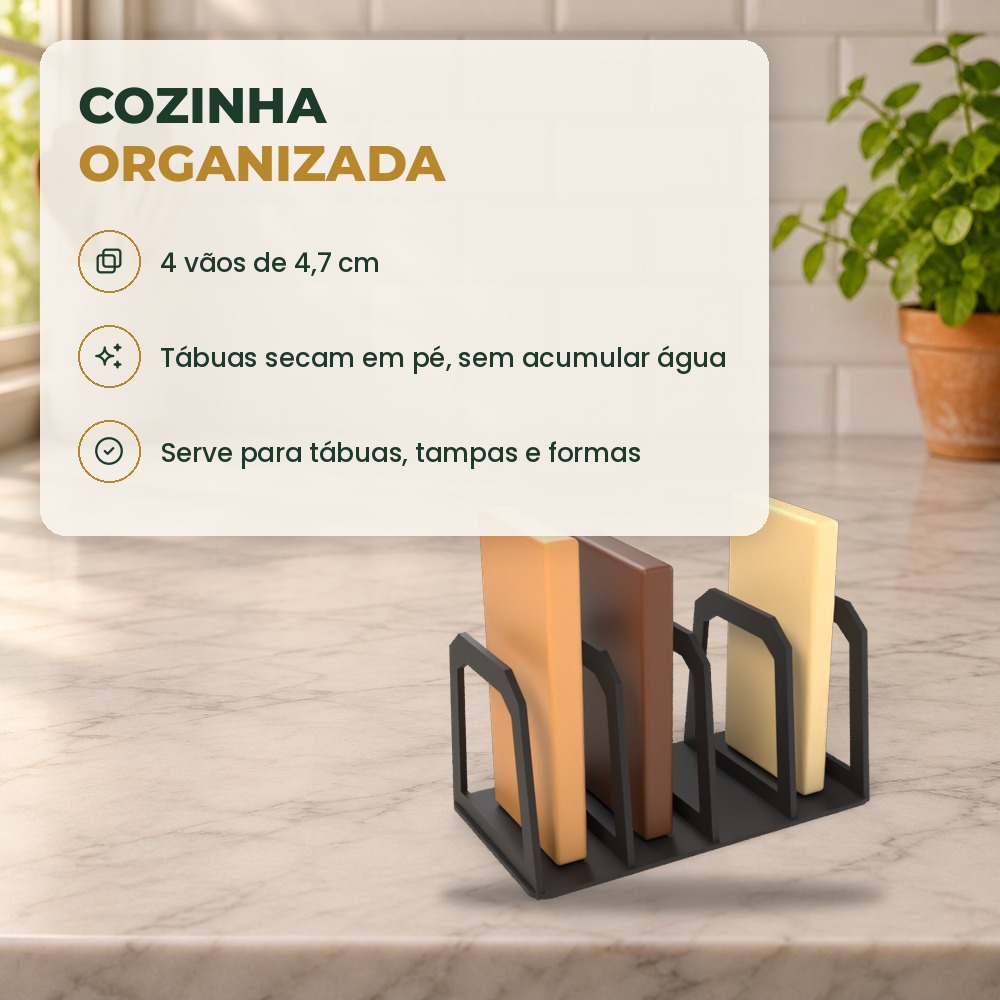 COZINHA
ORGANIZADA
4 vãos de 4,7 cm
Tábuas secam em pé, sem acumular água
Serve para tábuas, tampas e formas